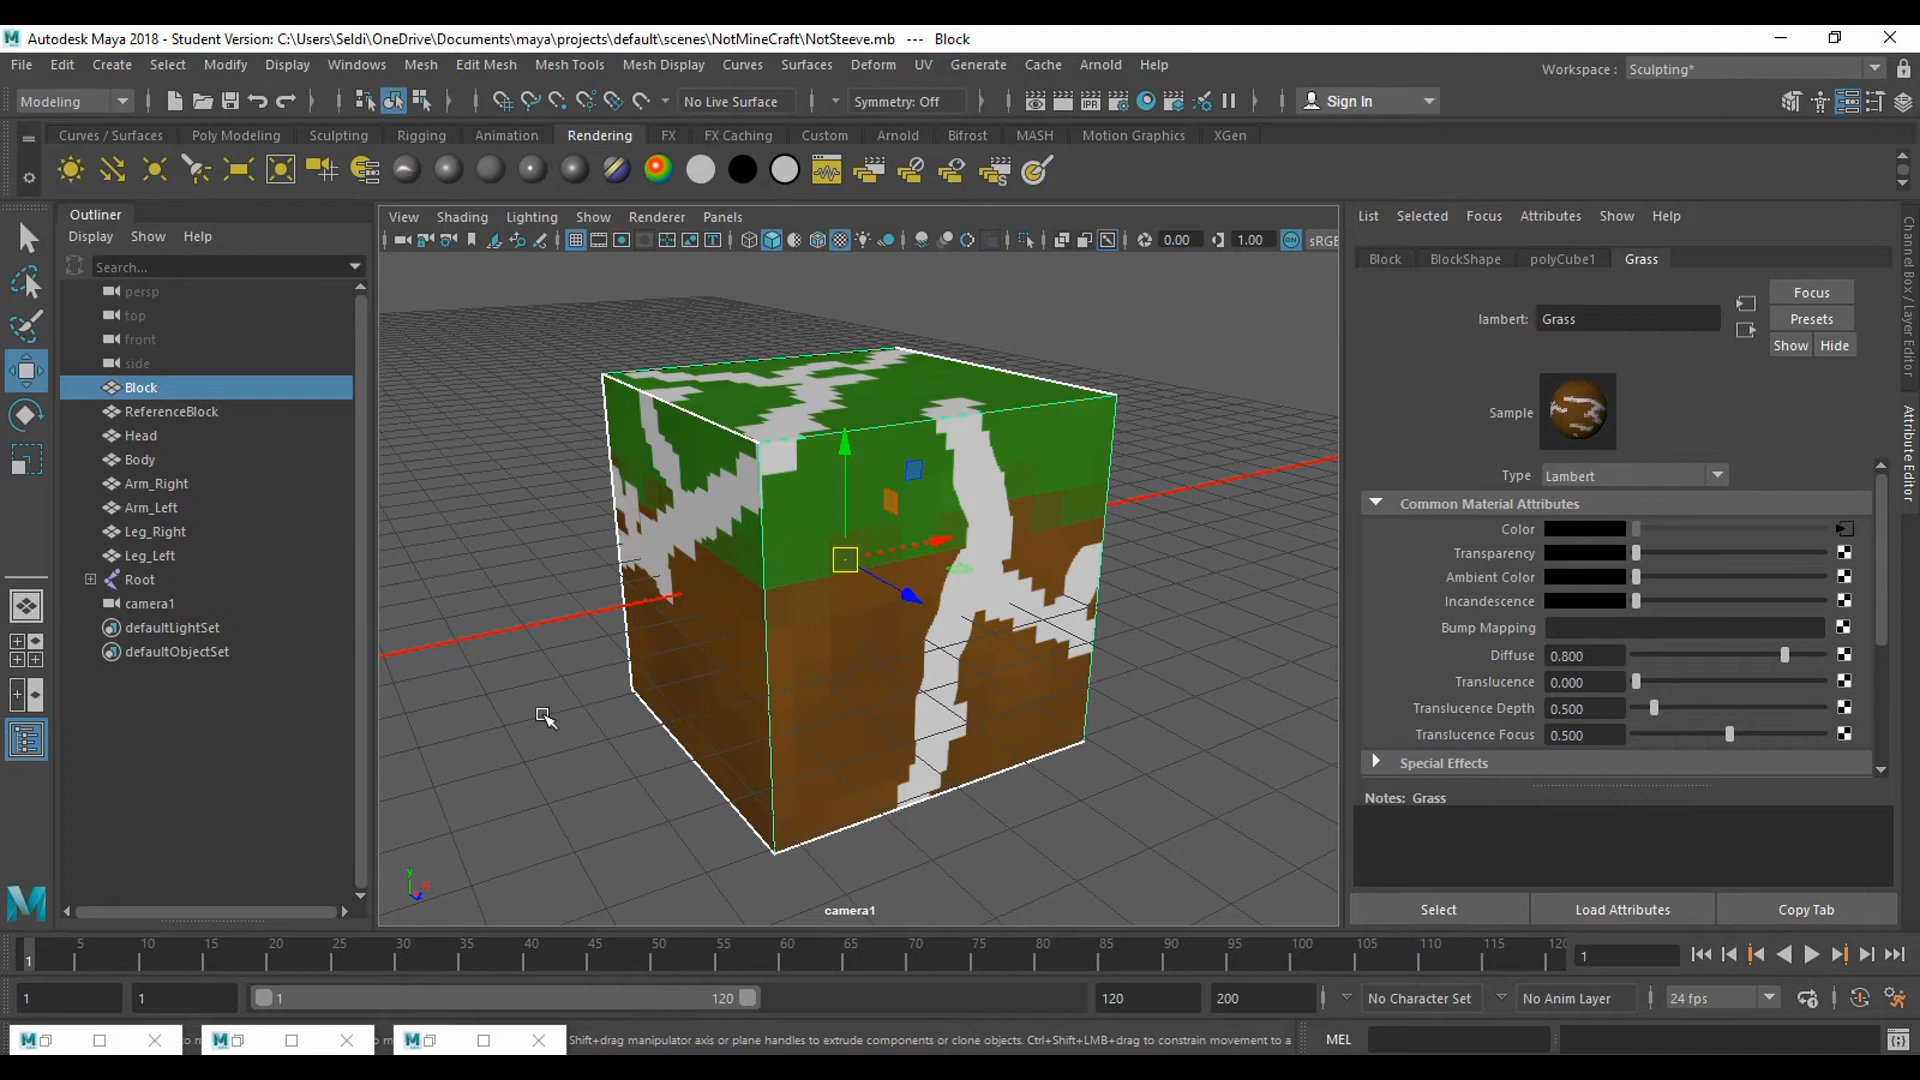 Autodesk Maya 2018 - Student Version: C:\Users\Seldi\OneDrive\Documents\maya\projects\default\scenes\NotMineCraft\NotSteeve.mb --- Block
File Edit Create Select Modify Display Windows Mesh Edit Mesh Mesh Tools Mesh Display Curves Surfaces Deform UV Generate Cache Arnold Help
Workspace : Sculpting*
Modeling No Live Surface Symmetry: Off IPR Sign In
Curves / Surfaces Poly Modeling Sculpting Rigging Animation Rendering FX FX Caching Custom Arnold Bifrost MASH Motion Graphics XGen
Outliner
Display Show Help
Search...
persp
top
front
side
Block
ReferenceBlock
Head
Body
Arm_Right
Arm_Left
Leg_Right
Leg_Left
Root
camera1
defaultLightSet
defaultObjectSet
View Shading Lighting Show Renderer Panels
0.00 1.00 ON sRGB
y
camera1
List Selected Focus Attributes Show Help
Block BlockShape polyCube1 Grass
lambert: Grass
Focus
Presets
Show Hide
Sample
Type Lambert
Common Material Attributes
Color
Transparency
Ambient Color
Incandescence
Bump Mapping
Diffuse 0.800
Translucence 0.000
Translucence Depth 0.500
Translucence Focus 0.500
Special Effects
Notes: Grass
Select Load Attributes Copy Tab
Channel Box / Layer Editor
Attribute Editor
5 10 15 20 25 30 35 40 45 50 55 60 65 70 75 80 85 90 95 100 105 110 115 120
1 1
1 1 1 120 120 200 No Character Set No Anim Layer 24 fps
Shift+drag manipulator axis or plane handles to extrude components or clone objects. Ctrl+Shift+LMB+drag to constrain movement to a
MEL